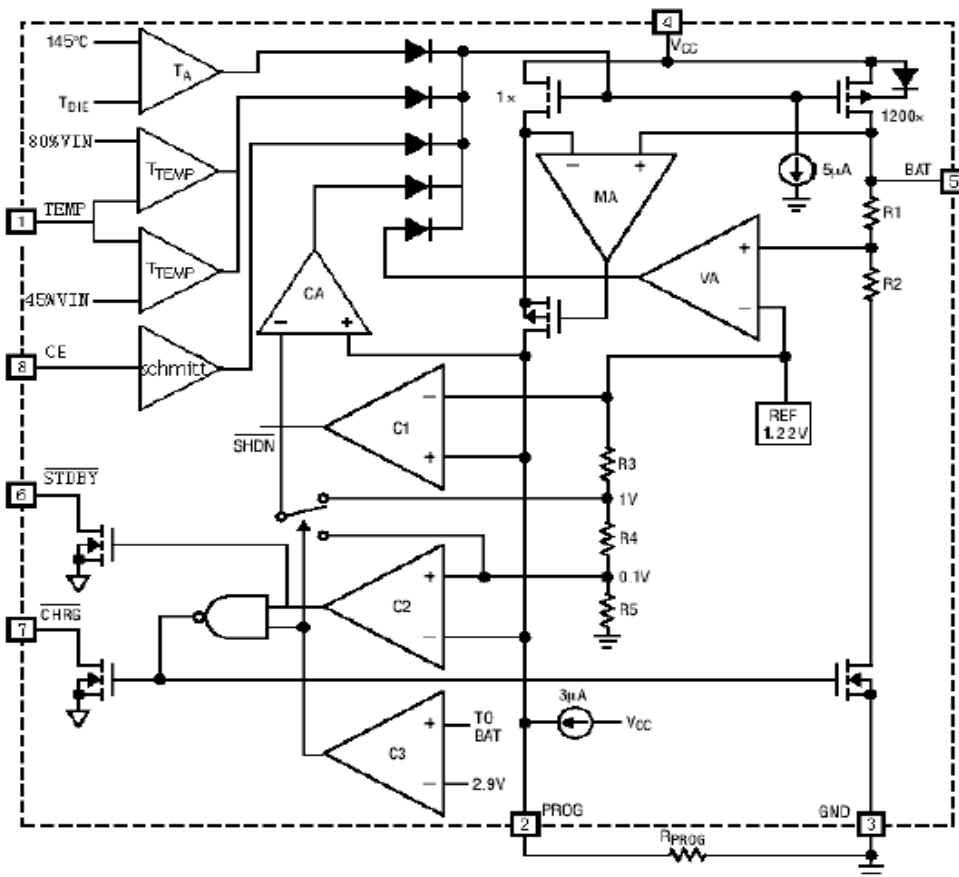 4
145°C
VCC
TA
1×
TDIE
1200×
80%VIN
TTEMP
5μA
BAT
5
− +
MA
R1
TEMP
1
TTEMP
+
VA
R2
CA
− +
−
45%VIN
CE
8
schmitt
REF
1.22V
−
C1
SHDN
+
R3
STDBY
6
1V
R4
+
0.1V
C2
R5
CHRG
7
−
3μA
+
TO
BAT
VCC
C3
−
2.9V
PROG
2
GND
3
RPROG